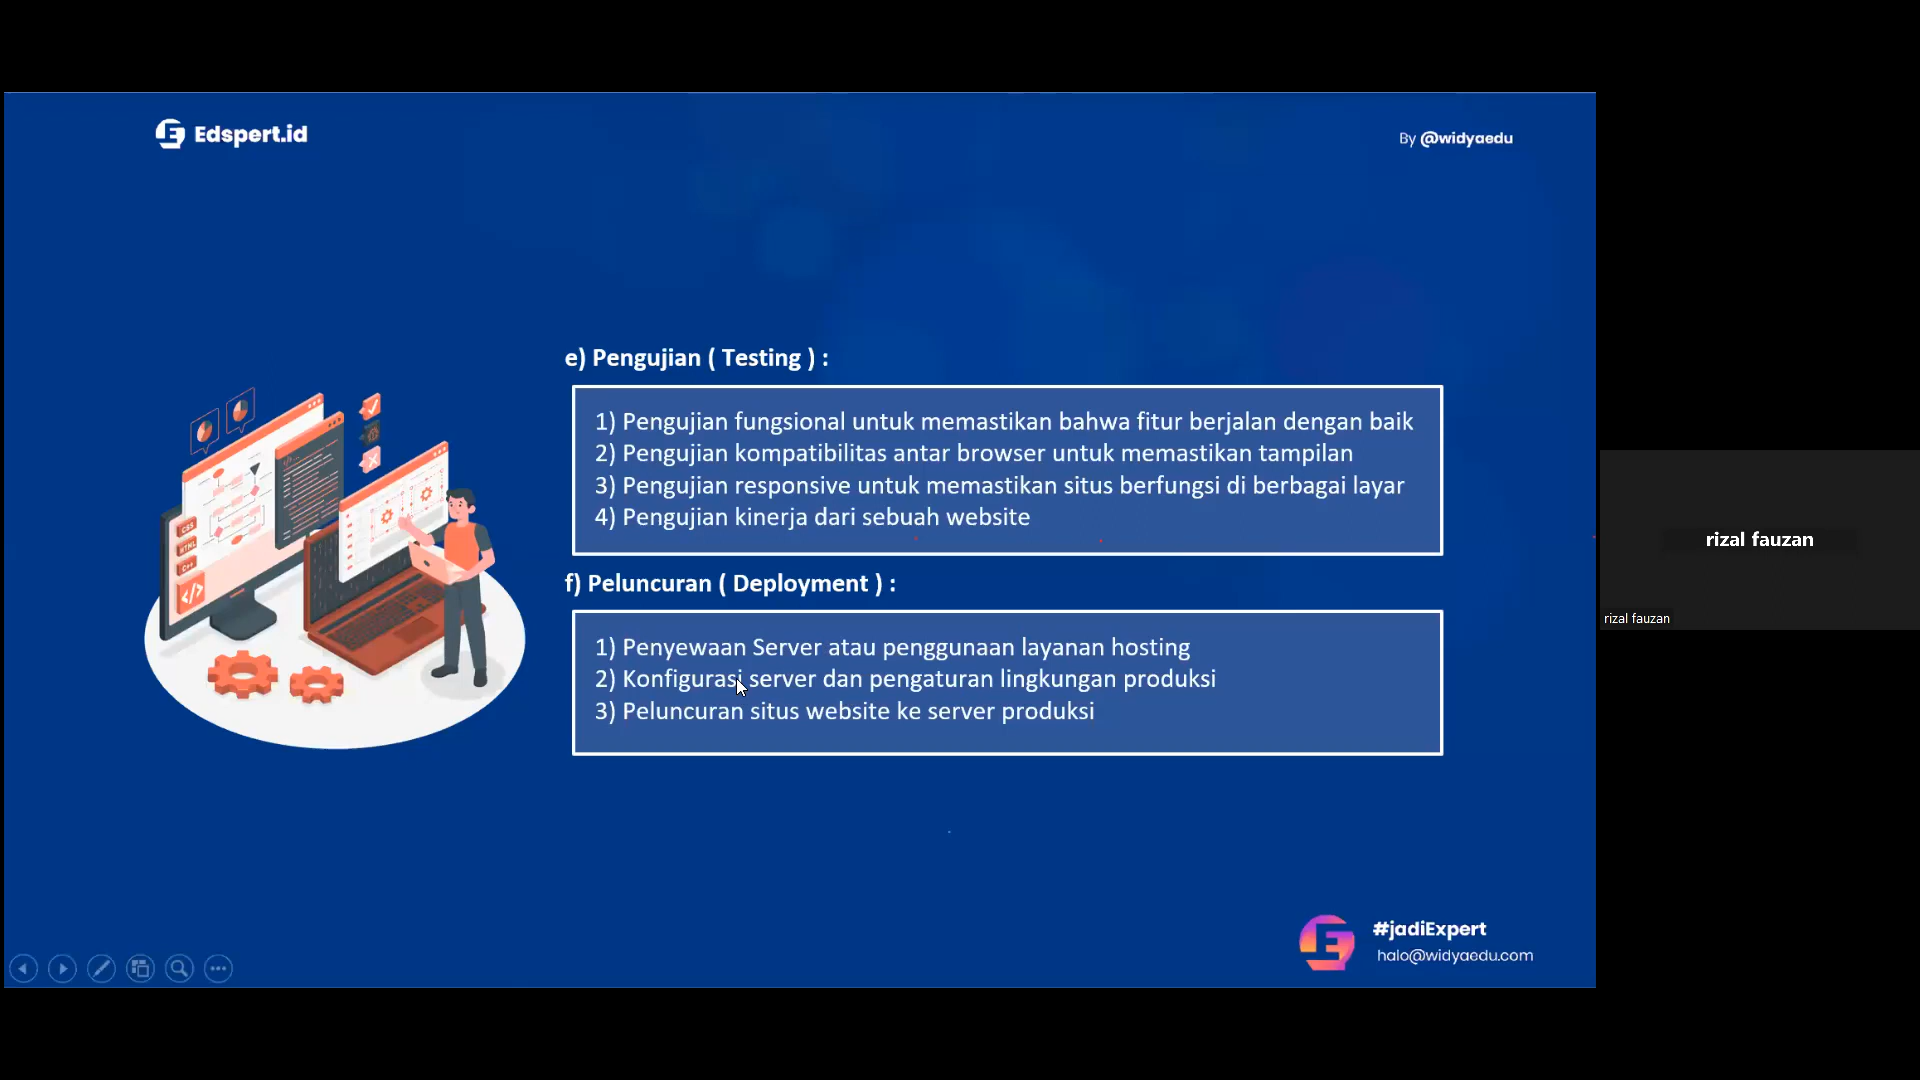 Edspert.id
By @widyaedu
e) Pengujian ( Testing ) :
1) Pengujian fungsional untuk memastikan bahwa fitur berjalan dengan baik
2) Pengujian kompatibilitas antar browser untuk memastikan tampilan
3) Pengujian responsive untuk memastikan situs berfungsi di berbagai layar
4) Pengujian kinerja dari sebuah website
CSS
HTML
C++
</>
f) Peluncuran ( Deployment ) :
1) Penyewaan Server atau penggunaan layanan hosting
2) Konfigurasi server dan pengaturan lingkungan produksi
3) Peluncuran situs website ke server produksi
rizal fauzan
rizal fauzan
#jadiExpert
halo@widyaedu.com